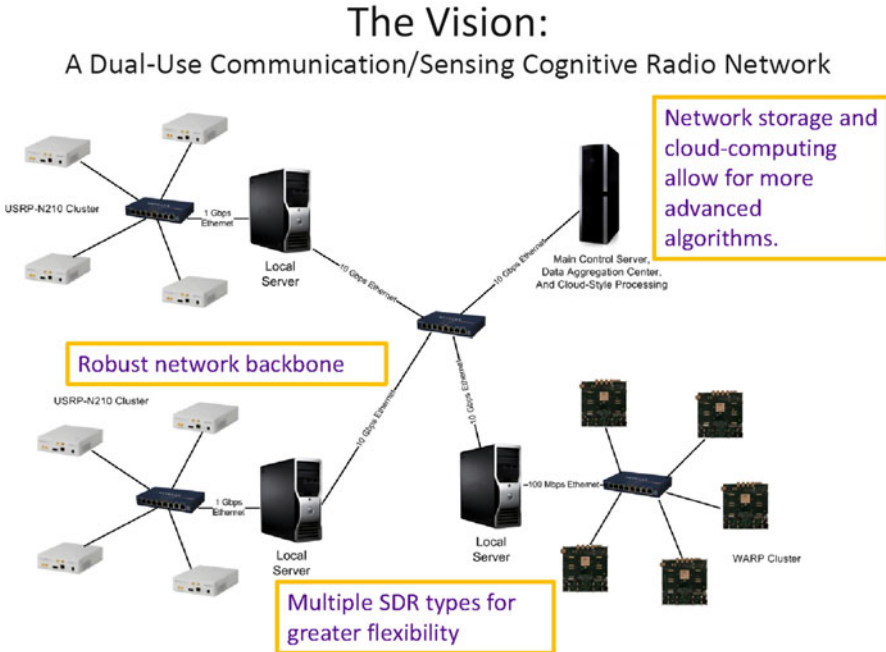 The Vision:
A Dual-Use Communication/Sensing Cognitive Radio Network
Network storage and
cloud-computing
allow for more
advanced
algorithms.
USRP-N210 Cluster
1 Gbps
Ethernet
Local
Server
10 Gbps Ethernet
10 Gbps Ethernet
Main Control Server,
Data Aggregation Center,
And Cloud-Style Processing
Robust network backbone
USRP-N210 Cluster
10 Gbps Ethernet
10 Gbps Ethernet
1 Gbps
Ethernet
Local
Server
Local
Server
100 Mbps Ethernet
WARP Cluster
Multiple SDR types for
greater flexibility